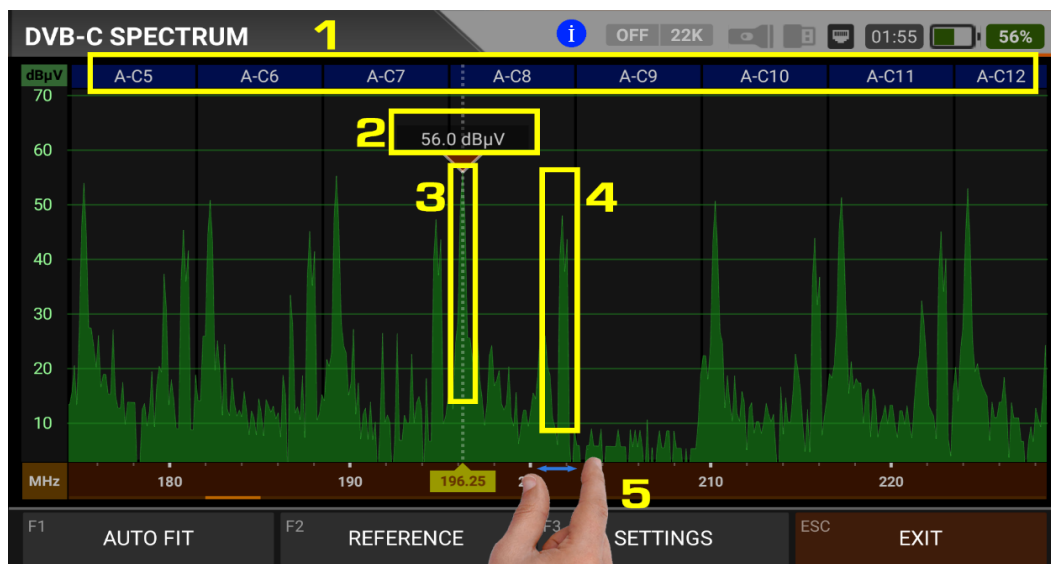 DVB-C SPECTRUM 1 i OFF 22K 01:55 56%
dBµV A-C5 A-C6 A-C7 A-C8 A-C9 A-C10 A-C11 A-C12
70
2 56.0 dBµV
60
3 4
50
40
30
20
10
MHz 180 190 196.25 210 220
5
F1 AUTO FIT F2 REFERENCE F3 SETTINGS ESC EXIT